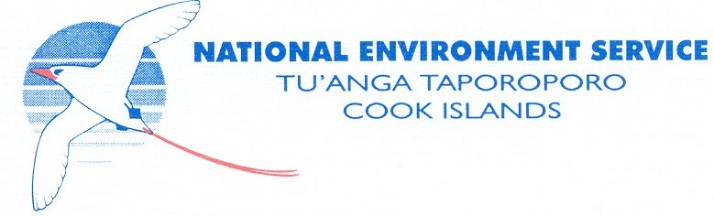 NATIONAL ENVIRONMENT SERVICE
TU'ANGA TAPOROPORO
COOK ISLANDS